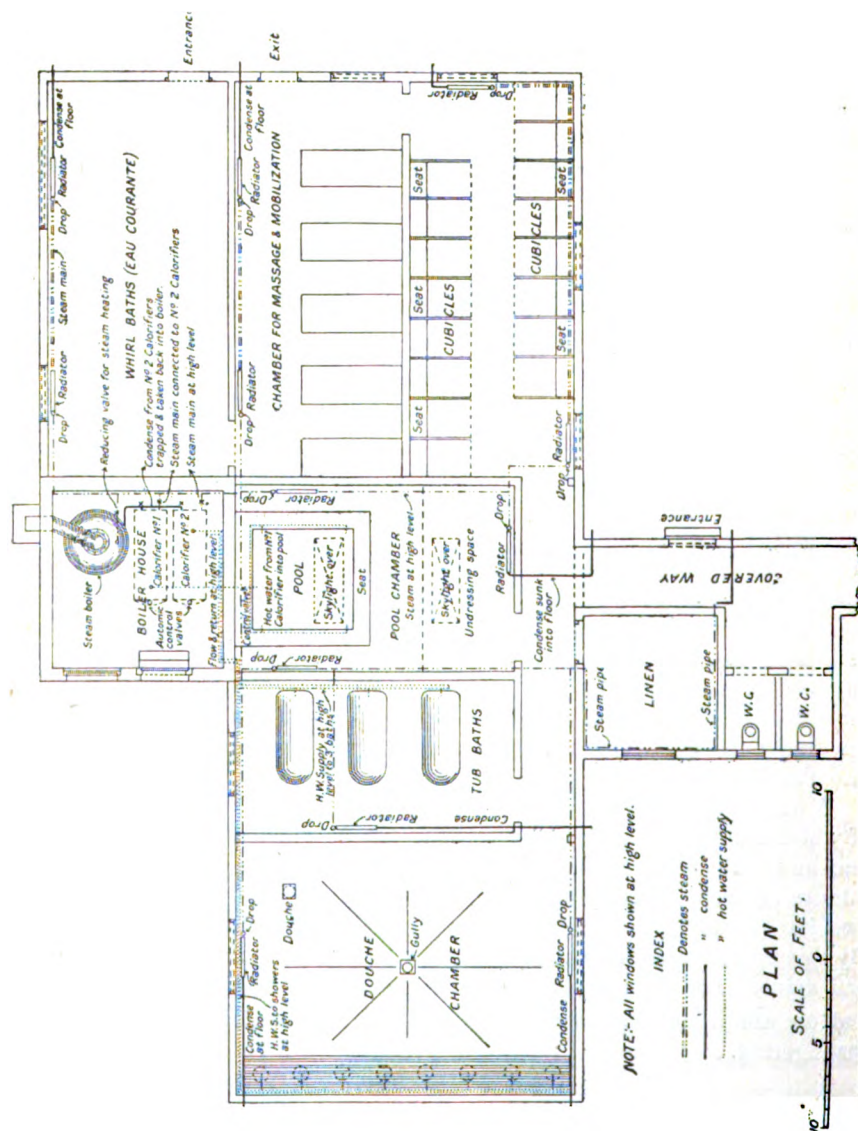 Entranc
Exit
Drop Radiator
Steam main
Drop Radiator
Condense at
floor
WHIRL BATHS (EAU COURANTE)
Reducing valve for steam heating
Condense from Nº 2 Calorifiers
trapped & taken back into boiler.
Steam main connected to Nº 2 Calorifiers
Steam main at high level
Drop Radiator
Drop Radiator
Condense at
floor
CHAMBER FOR MASSAGE & MOBILIZATION
Seat
Seat
Seat
CUBICLES
CUBICLES
Seat
Seat
Radiator
Drop
Drop Radiator
Steam boiler
BOILER HOUSE
Calorifier Nº 1
Calorifier Nº 2
Automic
control
valves
Flow & return at high level
Control valve
Hot water from Nº 1
Calorifier into pool
POOL
Skylight over
Seat
Drop
Radiator
Drop
Radiator
POOL CHAMBER
Steam at high level
Skylight over
Undressing space
Radiator
Drop
Condense sunk
into floor
Entrance
COVERED WAY
LINEN
Steam pipe
Steam pipe
W.C.
W.C.
H.W. Supply at high
level to 3 baths
TUB BATHS
Drop
Radiator
Condense
Drop
Radiator
Condense
at floor
H.W.S. to showers
at high level
Douche
DOUCHE
CHAMBER
Gully
Condense
Radiator
Drop
NOTE:- All windows shown at high level.
INDEX
Denotes steam
" condense
" hot water supply
PLAN
SCALE OF FEET.
10
5
0
10